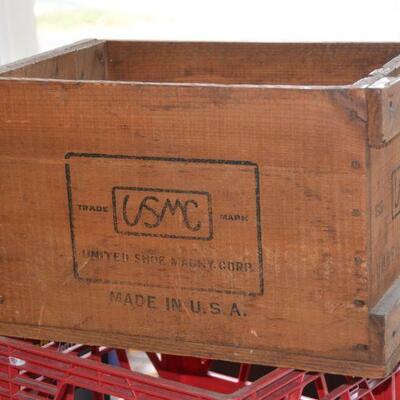 TRADE USMC MARK
UNITED SHOE MACHY. CORP.
MADE IN U.S.A.